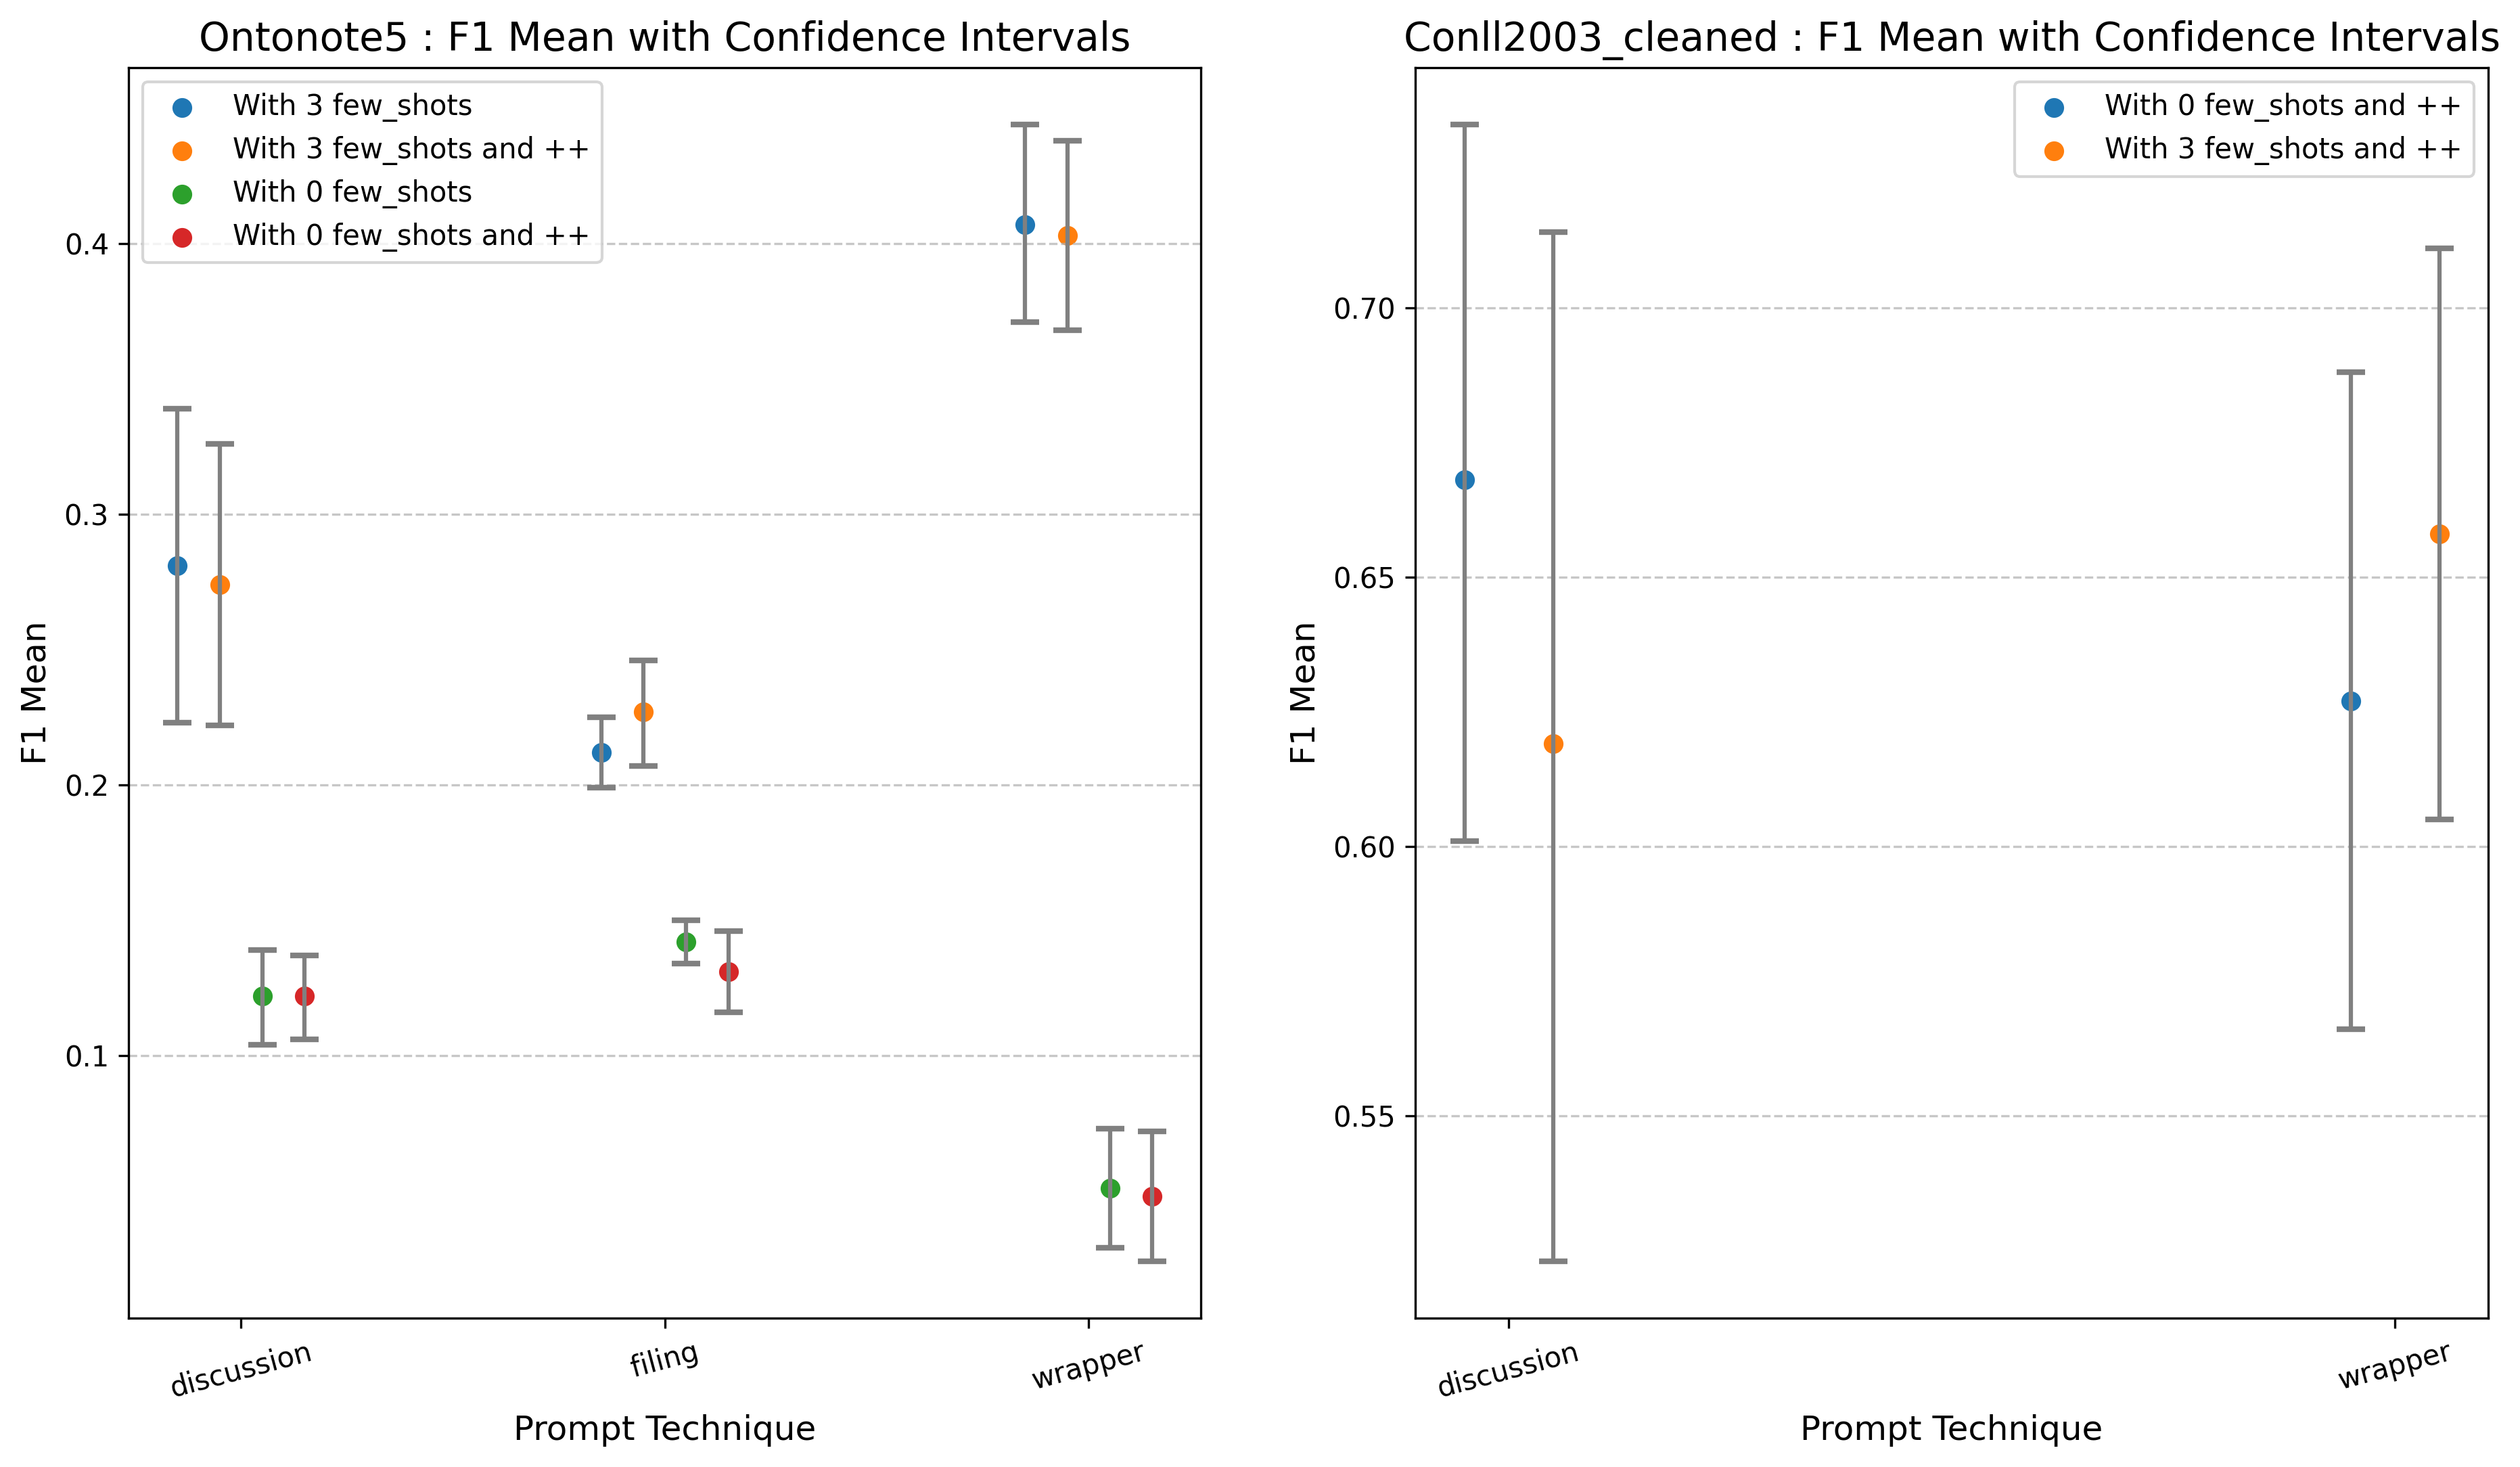 Ontonote5 : F1 Mean with Confidence Intervals
With 3 few_shots
With 3 few_shots and ++
With 0 few_shots
With 0 few_shots and ++
0.4
0.3
0.2
0.1
F1 Mean
discussion
filing
wrapper
Prompt Technique
Conll2003_cleaned : F1 Mean with Confidence Intervals
With 0 few_shots and ++
With 3 few_shots and ++
0.70
0.65
0.60
0.55
F1 Mean
discussion
wrapper
Prompt Technique